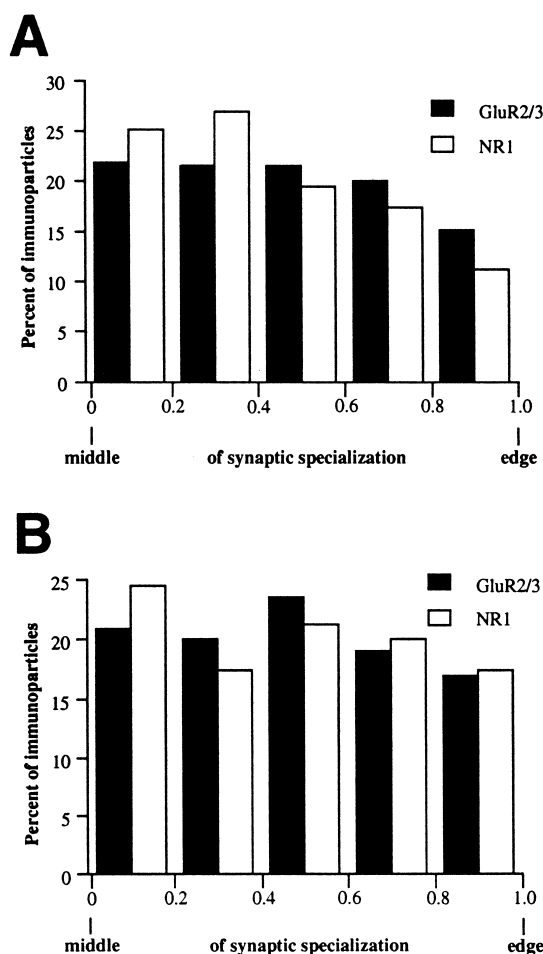 A
30
25
20
15
10
5
0
Percent of immunoparticles
GluR2/3
NR1
0 0.2 0.4 0.6 0.8 1.0
middle of synaptic specialization edge
B
25
20
15
10
5
0
Percent of immunoparticles
GluR2/3
NR1
0 0.2 0.4 0.6 0.8 1.0
middle of synaptic specialization edge